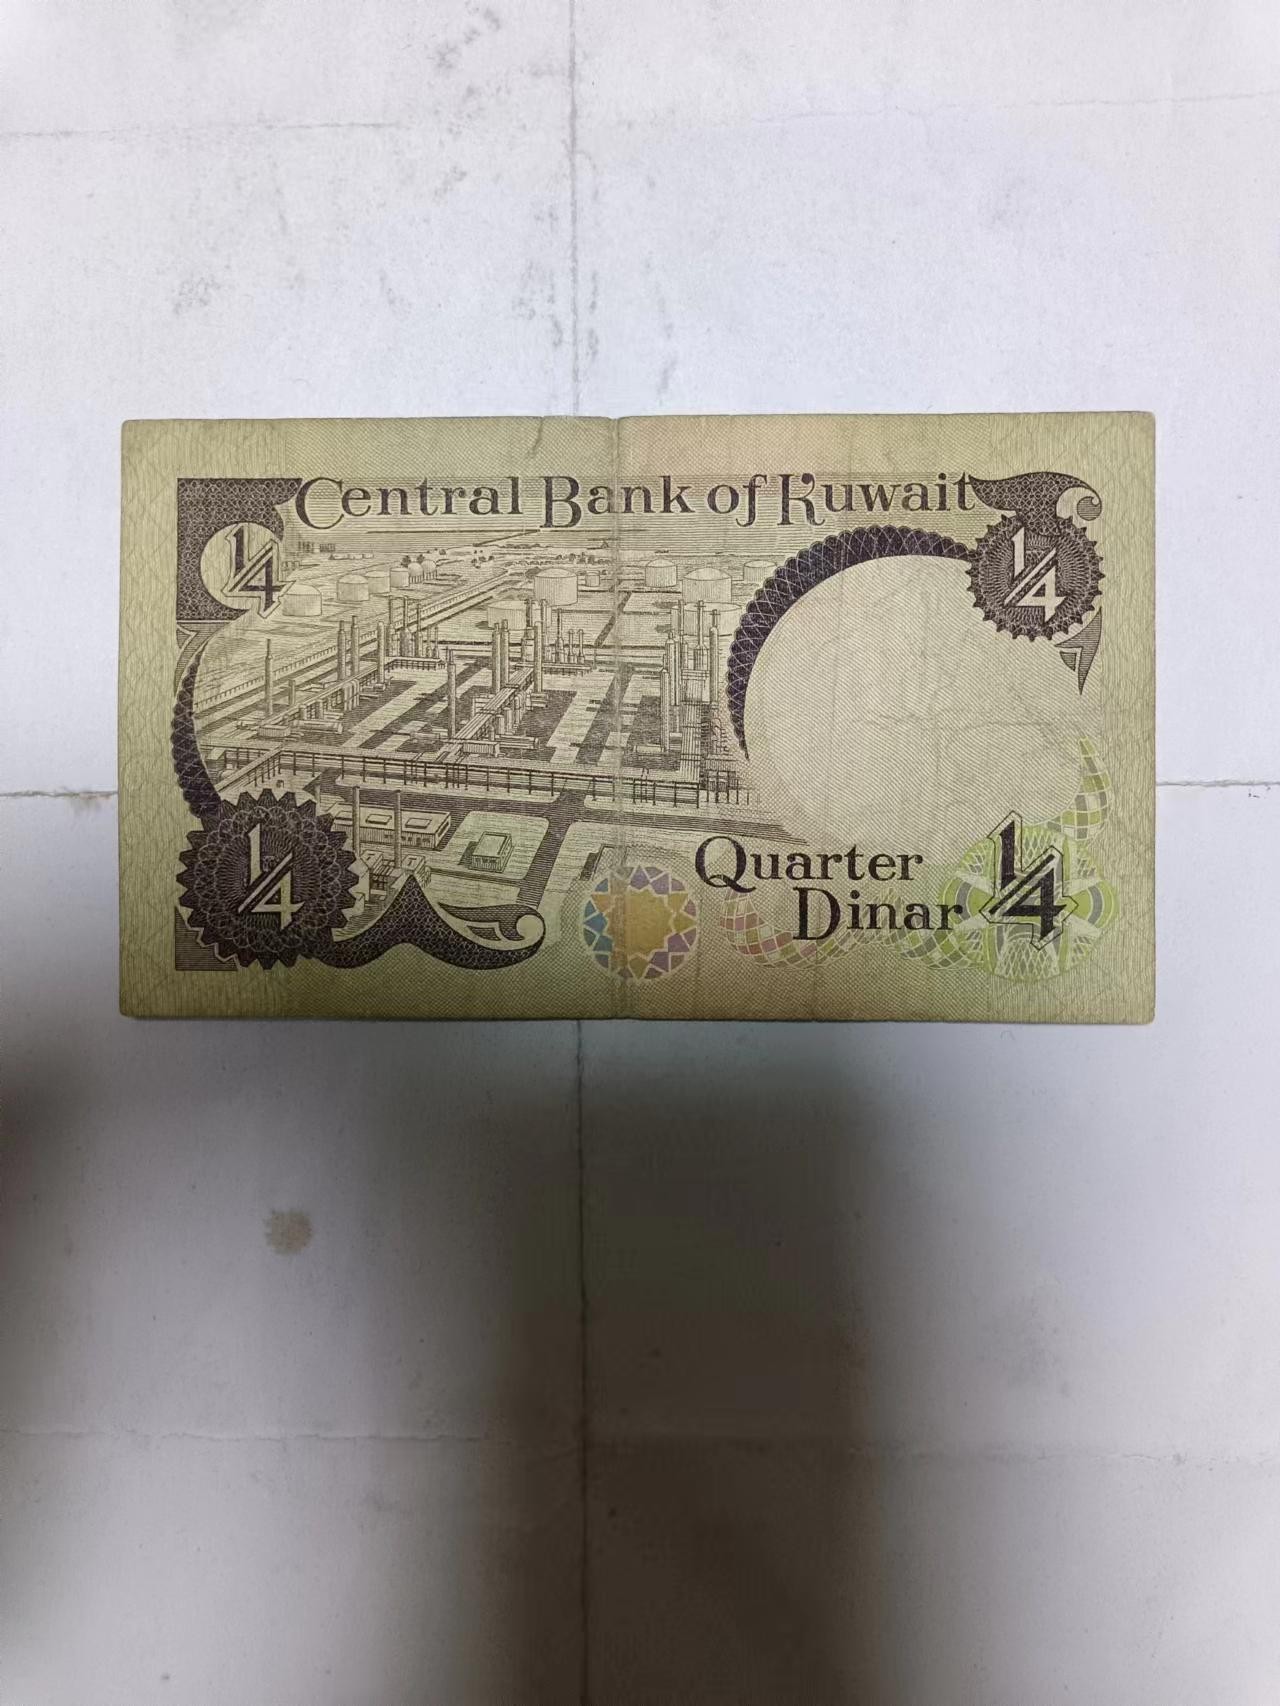 Central Bank of Kuwait
1/4
1/4
1/4
Quarter
Dinar
1/4